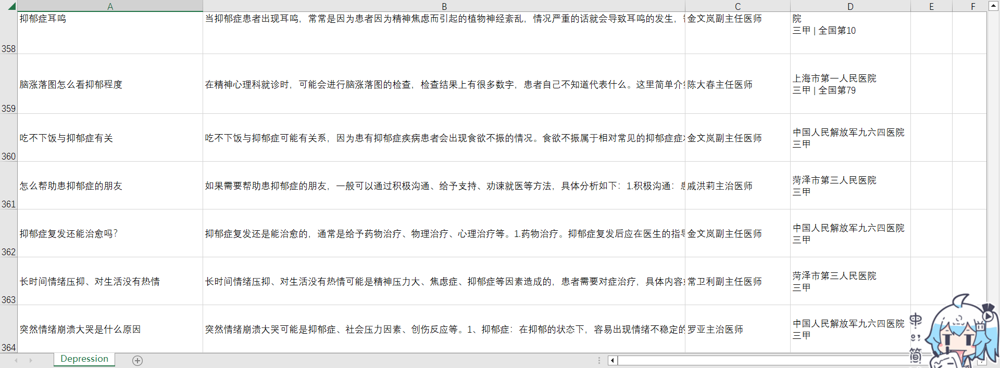 A B C D E F
358 抑郁症耳鸣 当抑郁症患者出现耳鸣，常常是因为患者因为精神焦虑而引起的植物神经紊乱，情况严重的话就会导致耳鸣的发生， 金文岚副主任医师 院
三甲 | 全国第10
359 脑涨落图怎么看抑郁程度 在精神心理科就诊时，可能会进行脑涨落图的检查，检查结果上有很多数字，患者自己不知道代表什么。这里简单介 陈大春主任医师 上海市第一人民医院
三甲 | 全国第79
360 吃不下饭与抑郁症有关 吃不下饭与抑郁症可能有关系，因为患有抑郁症疾病患者会出现食欲不振的情况。食欲不振属于相对常见的抑郁症症 金文岚副主任医师 中国人民解放军九六四医院
三甲
361 怎么帮助患抑郁症的朋友 如果需要帮助患抑郁症的朋友，一般可以通过积极沟通、给予支持、劝谏就医等方法，具体分析如下：1.积极沟通： 戚洪莉主治医师 菏泽市第三人民医院
三甲
362 抑郁症复发还能治愈吗？ 抑郁症复发还是能治愈的，通常是给予药物治疗、物理治疗、心理治疗等。1.药物治疗。抑郁症复发后应在医生的指 金文岚副主任医师 中国人民解放军九六四医院
三甲
363 长时间情绪压抑、对生活没有热情 长时间情绪压抑、对生活没有热情可能是精神压力大、焦虑症、抑郁症等因素造成的，患者需要对症治疗，具体内容 常卫利副主任医师 菏泽市第三人民医院
三甲
364 突然情绪崩溃大哭是什么原因 突然情绪崩溃大哭可能是抑郁症、社会压力因素、创伤反应等。1、抑郁症：在抑郁的状态下，容易出现情绪不稳定的 罗亚主治医师 中国人民解放军九六四医院
三甲
Depression
中
简